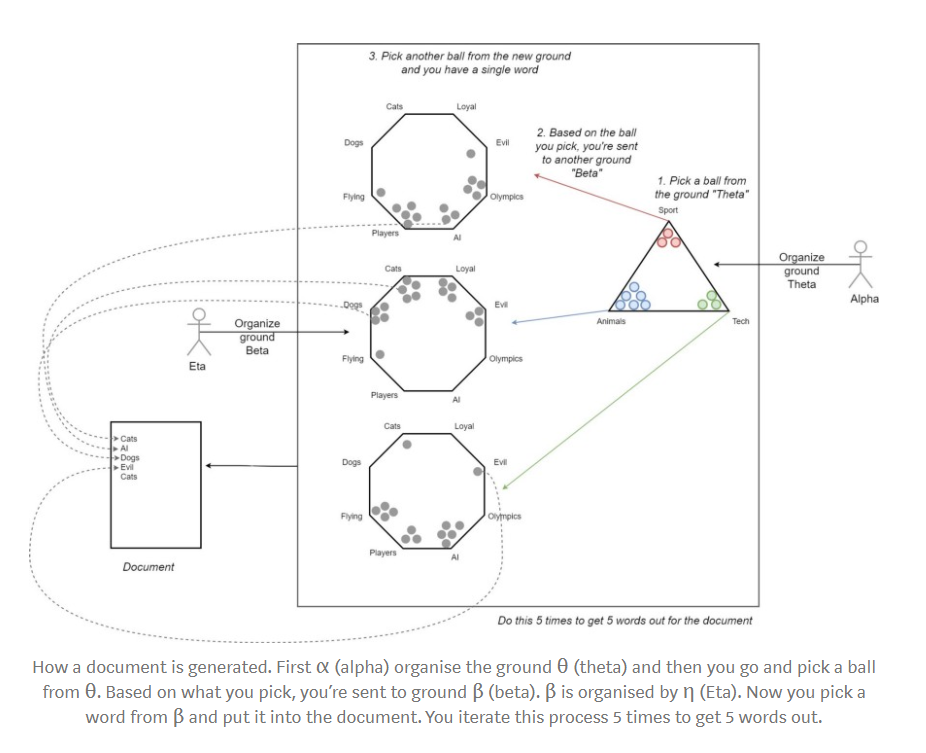 3. Pick another ball from the new ground
and you have a single word
Cats
Loyal
Dogs
Evil
Flying
Olympics
Players
AI
2. Based on the ball
you pick, you're sent
to another ground
"Beta"
1. Pick a ball from
the ground "Theta"
Sport
Animals
Tech
Organize
ground
Theta
Alpha
Cats
Loyal
Dogs
Evil
Flying
Olympics
Players
AI
Organize
ground
Beta
Eta
Cats
Loyal
Dogs
Evil
Flying
Olympics
Players
AI
Cats
AI
Dogs
Evil
Cats
Document
Do this 5 times to get 5 words out for the document
How a document is generated. First α (alpha) organise the ground θ (theta) and then you go and pick a ball
from θ. Based on what you pick, you’re sent to ground β (beta). β is organised by η (Eta). Now you pick a
word from β and put it into the document. You iterate this process 5 times to get 5 words out.